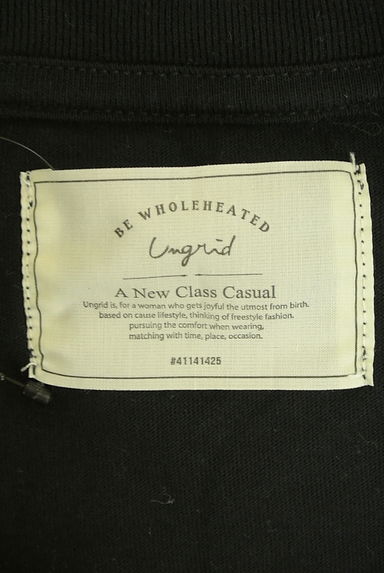 BE WHOLEHEATED
Ungrid
A New Class Casual
Ungrid is, for a woman who gets joyful the utmost from birth.
based on cause lifestyle, thinking of freestyle fashion.
pursuing the comfort when wearing,
matching with time, place, occasion.
#41141425